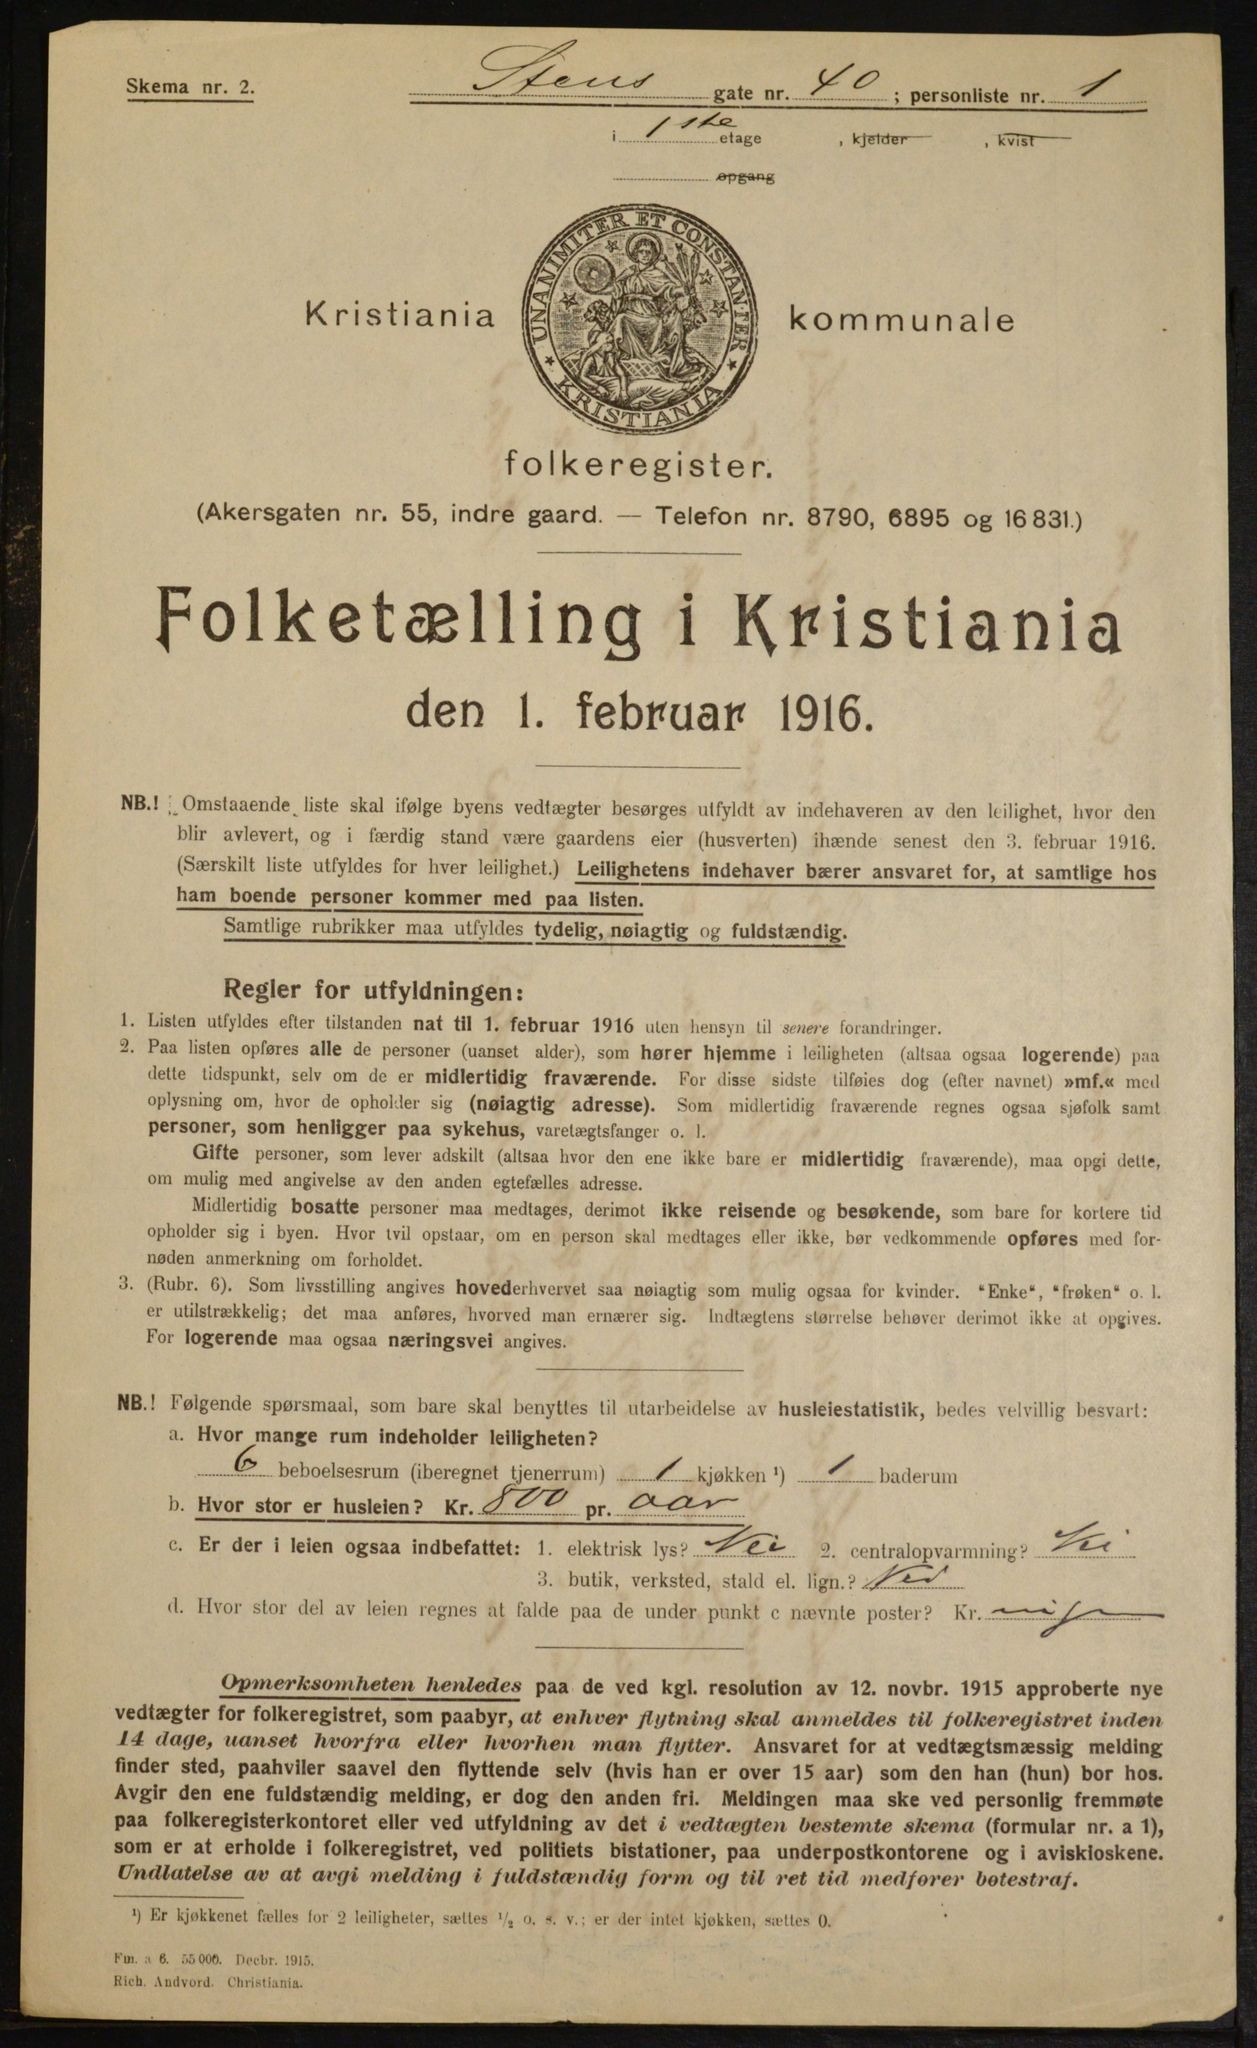 Skema nr. 2.
Stens gate nr. 40; personliste nr. 1
i 1ste etage , kjelder , kvist
opgang
UNANIMITER ET CONSTANTER
KRISTIANIA
Kristiania kommunale
folkeregister.
(Akersgaten nr. 55, indre gaard. — Telefon nr. 8790, 6895 og 16 831.)
Folketælling i Kristiania
den 1. februar 1916.
NB.! Omstaaende liste skal ifølge byens vedtægter besørges utfyldt av indehaveren av den leilighet, hvor den
blir avlevert, og i færdig stand være gaardens eier (husverten) ihænde senest den 3. februar 1916.
(Særskilt liste utfyldes for hver leilighet.) Leilighetens indehaver bærer ansvaret for, at samtlige hos
ham boende personer kommer med paa listen.
Samtlige rubrikker maa utfyldes tydelig, nøiagtig og fuldstændig.
Regler for utfyldningen:
1. Listen utfyldes efter tilstanden nat til 1. februar 1916 uten hensyn til senere forandringer.
2. Paa listen opføres alle de personer (uanset alder), som hører hjemme i leiligheten (altsaa ogsaa logerende) paa
dette tidspunkt, selv om de er midlertidig fraværende. For disse sidste tilføies dog (efter navnet) »mf.« med
oplysning om, hvor de opholder sig (nøiagtig adresse). Som midlertidig fraværende regnes ogsaa sjøfolk samt
personer, som henligger paa sykehus, varetægtsfanger o. l.
Gifte personer, som lever adskilt (altsaa hvor den ene ikke bare er midlertidig fraværende), maa opgi dette,
om mulig med angivelse av den anden egtefælles adresse.
Midlertidig bosatte personer maa medtages, derimot ikke reisende og besøkende, som bare for kortere tid
opholder sig i byen. Hvor tvil opstaar, om en person skal medtages eller ikke, bør vedkommende opføres med for-
nøden anmerkning om forholdet.
3. (Rubr. 6). Som livsstilling angives hovederhvervet saa nøiagtig som mulig ogsaa for kvinder. "Enke", "frøken" o. l.
er utilstrækkelig; det maa anføres, hvorved man ernærer sig. Indtægtens størrelse behøver derimot ikke at opgives.
For logerende maa ogsaa næringsvei angives.
NB.! Følgende spørsmaal, som bare skal benyttes til utarbeidelse av husleiestatistik, bedes velvillig besvart:
a. Hvor mange rum indeholder leiligheten?
6 beboelsesrum (iberegnet tjenerrum) 1 kjøkken ¹) 1 baderum
b. Hvor stor er husleien? Kr. 800 pr. aar
c. Er der i leien ogsaa indbefattet: 1. elektrisk lys? Nei 2. centralopvarmning? Nei
3. butik, verksted, stald el. lign.? Nei
d. Hvor stor del av leien regnes at falde paa de under punkt c nævnte poster? Kr.
Opmerksomheten henledes paa de ved kgl. resolution av 12. novbr. 1915 approberte nye
vedtægter for folkeregistret, som paabyr, at enhver flytning skal anmeldes til folkeregistret inden
14 dage, uanset hvorfra eller hvorhen man flytter. Ansvaret for at vedtægtsmæssig melding
finder sted, paahviler saavel den flyttende selv (hvis han er over 15 aar) som den han (hun) bor hos.
Avgir den ene fuldstændig melding, er dog den anden fri. Meldingen maa ske ved personlig fremmøte
paa folkeregisterkontoret eller ved utfyldning av det i vedtægten bestemte skema (formular nr. a 1),
som er at erholde i folkeregistret, ved politiets bistationer, paa underpostkontorene og i aviskioskene.
Undlatelse av at avgi melding i fuldstændig form og til ret tid medfører bøtestraf.
¹) Er kjøkkenet fælles for 2 leiligheter, sættes ½ o. s. v.; er der intet kjøkken, sættes 0.
Fm. a 6. 55 000. Decbr. 1915.
Rich. Andvord. Christiania.